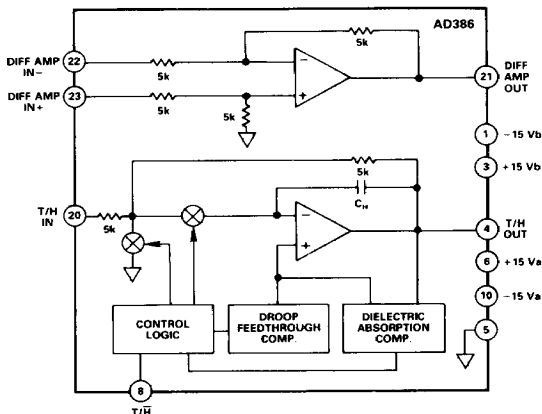 AD386
5k
DIFF AMP
IN−
22
5k
21
DIFF
AMP
OUT
DIFF AMP
IN+
23
5k
5k
1
−15 Vb
3
+15 Vb
5k
T/H
IN
20
5k
C_H
4
T/H
OUT
6
+15 Va
10
−15 Va
CONTROL
LOGIC
DROOP
FEEDTHROUGH
COMP.
DIELECTRIC
ABSORPTION
COMP.
5
8
T/H̅